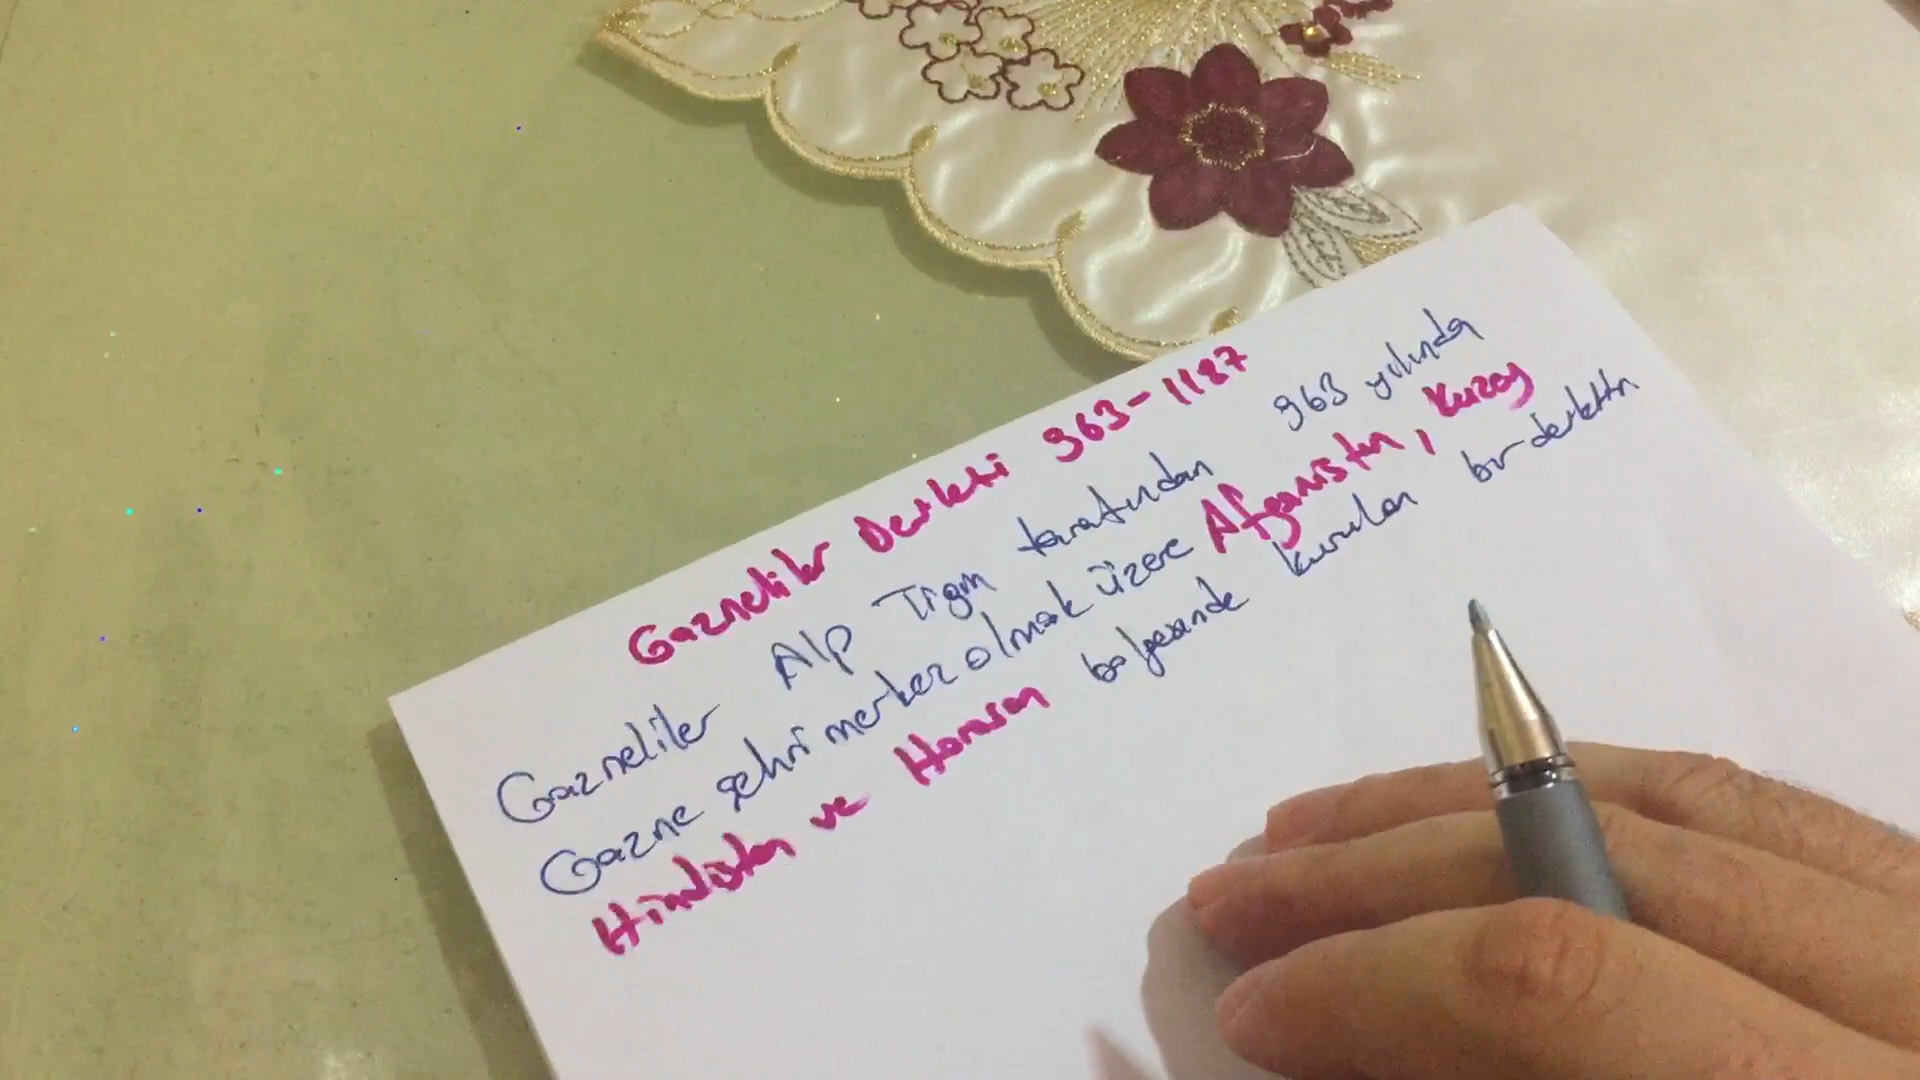 Gazneliler Devleti 963-1187
Gazneliler Alp Tigin tarafından 963 yılında
Gazne şehri merkez olmak üzere Afganistan, Kuzey
Hindistan ve Horasan bölgesinde kurulan bir devlettir